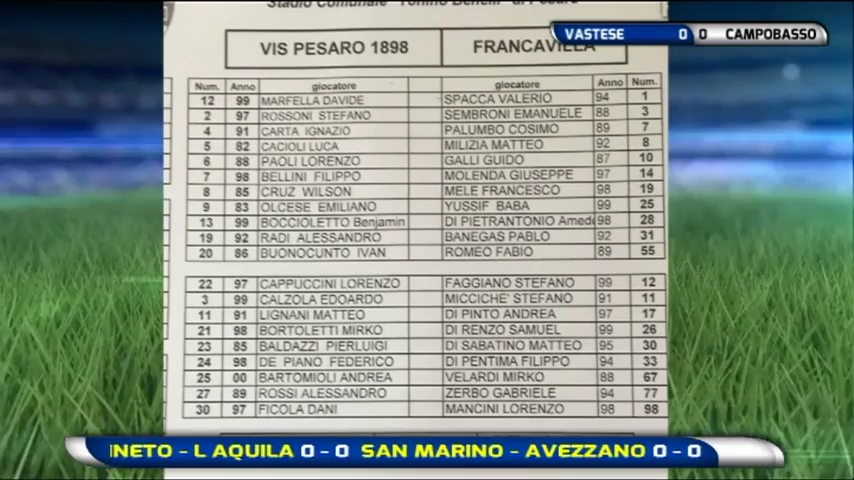 Stadio Comunale "Tonino Benelli" di Pesaro
VASTESE 0 0 CAMPOBASSO
VIS PESARO 1898 FRANCAVILLA
Num. Anno giocatore giocatore Anno Num.
12 99 MARFELLA DAVIDE SPACCA VALERIO 94 1
2 97 ROSSONI STEFANO SEMBRONI EMANUELE 88 3
4 91 CARTA IGNAZIO PALUMBO COSIMO 89 7
5 82 CACIOLI LUCA MILIZIA MATTEO 92 8
6 88 PAOLI LORENZO GALLI GUIDO 87 10
7 98 BELLINI FILIPPO MOLENDA GIUSEPPE 97 14
8 85 CRUZ WILSON MELE FRANCESCO 98 19
9 83 OLCESE EMILIANO YUSSIF BABA 99 25
13 99 BOCCIOLETTO Benjamin DI PIETRANTONIO Amede 98 28
19 92 RADI ALESSANDRO BANEGAS PABLO 92 31
20 86 BUONOCUNTO IVAN ROMEO FABIO 89 55
22 97 CAPPUCCINI LORENZO FAGGIANO STEFANO 99 12
3 99 CALZOLA EDOARDO MICCICHE' STEFANO 91 11
11 91 LIGNANI MATTEO DI PINTO ANDREA 97 17
21 98 BORTOLETTI MIRKO DI RENZO SAMUEL 99 26
23 85 BALDAZZI PIERLUIGI DI SABATINO MATTEO 95 30
24 98 DE PIANO FEDERICO DI PENTIMA FILIPPO 94 33
25 00 BARTOMIOLI ANDREA VELARDI MIRKO 88 67
27 89 ROSSI ALESSANDRO ZERBO GABRIELE 94 77
30 97 FICOLA DANI MANCINI LORENZO 98 98
NETO - L AQUILA 0 - 0 SAN MARINO - AVEZZANO 0 - 0